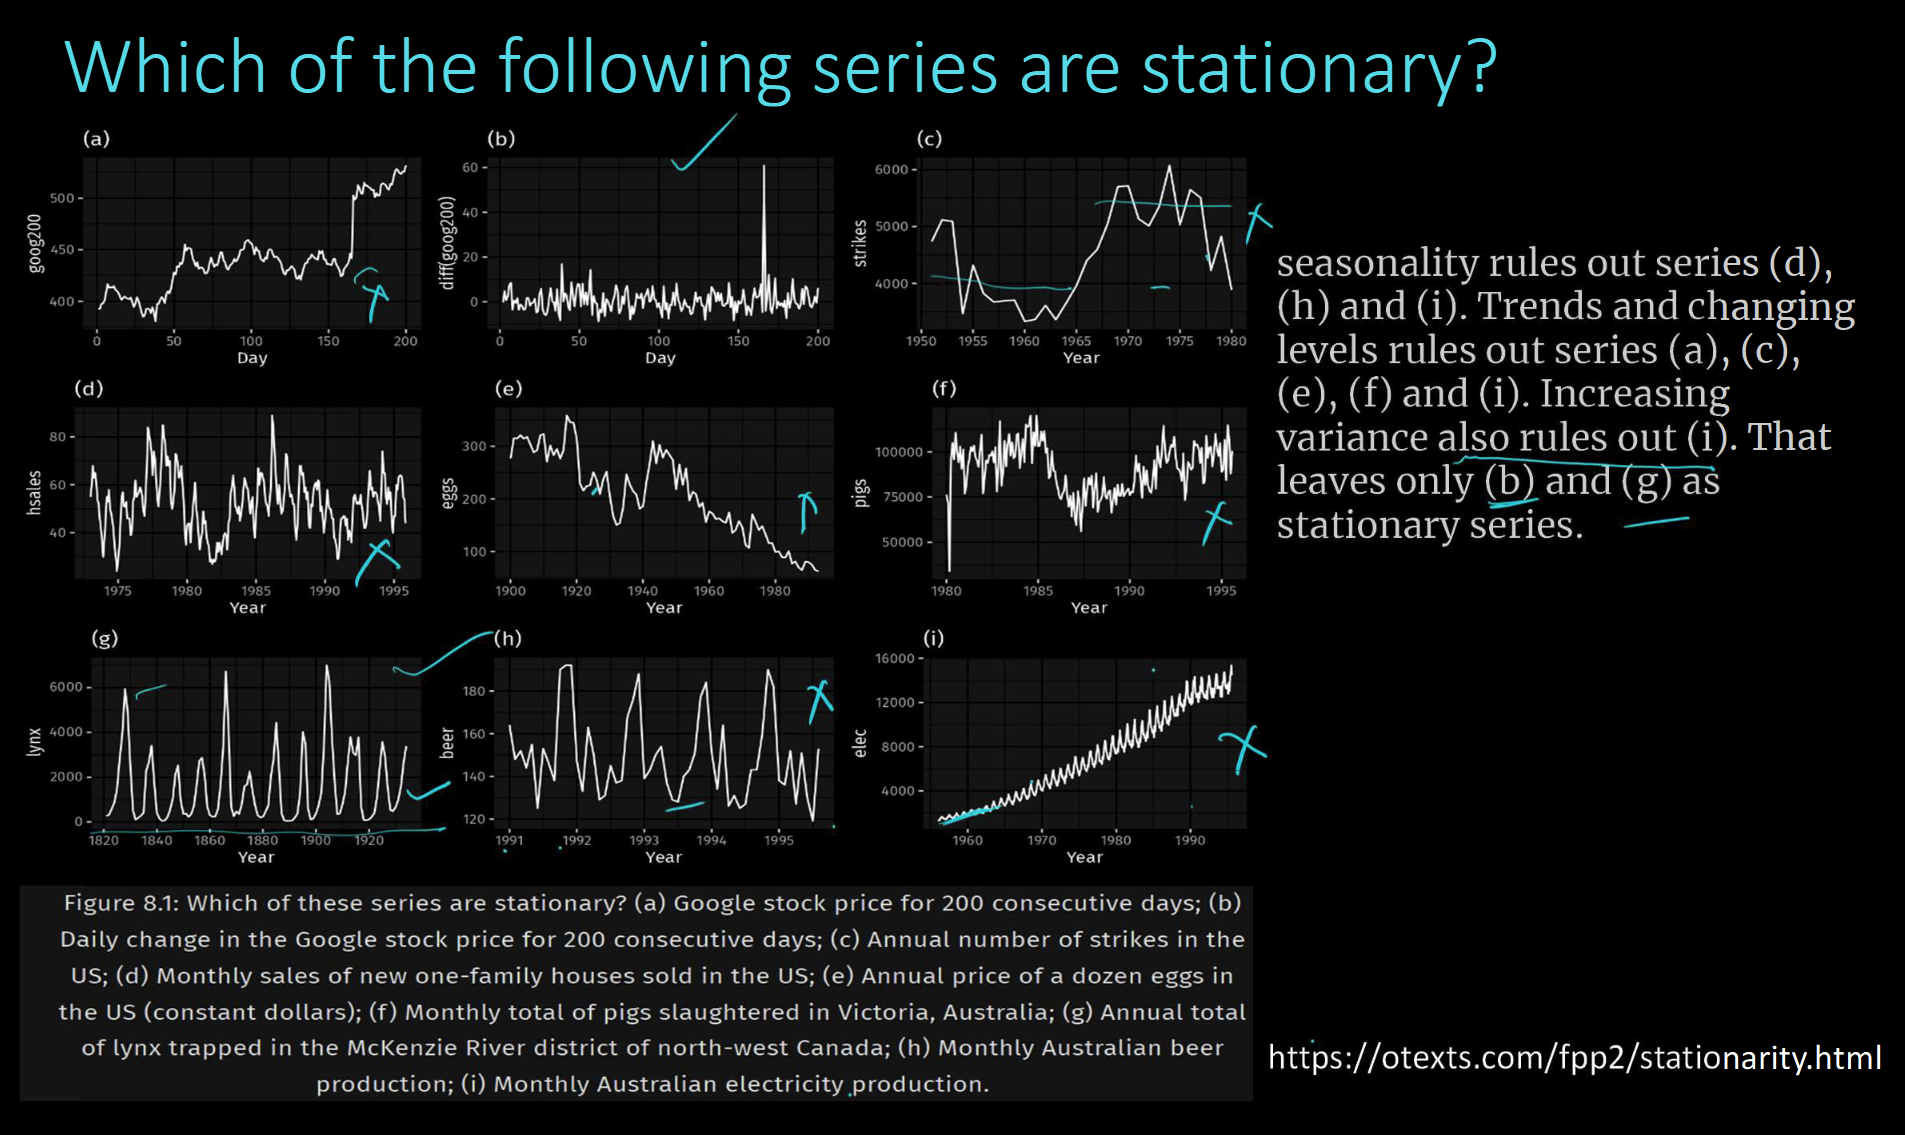 Which of the following series are stationary?
(a)
goog200
500
450
400
0 50 100 150 200
Day
(b)
diff(goog200)
60
40
20
0
0 50 100 150 200
Day
(c)
strikes
6000
5000
4000
1950 1955 1960 1965 1970 1975 1980
Year
(d)
hsales
80
60
40
1975 1980 1985 1990 1995
Year
(e)
eggs
300
200
100
1900 1920 1940 1960 1980
Year
(f)
pigs
100000
75000
50000
1980 1985 1990 1995
Year
(g)
lynx
6000
4000
2000
0
1820 1840 1860 1880 1900 1920
Year
(h)
beer
180
160
140
120
1991 1992 1993 1994 1995
Year
(i)
elec
16000
12000
8000
4000
1960 1970 1980 1990
Year
seasonality rules out series (d),
(h) and (i). Trends and changing
levels rules out series (a), (c),
(e), (f) and (i). Increasing
variance also rules out (i). That
leaves only (b) and (g) as
stationary series.
Figure 8.1: Which of these series are stationary? (a) Google stock price for 200 consecutive days; (b)
Daily change in the Google stock price for 200 consecutive days; (c) Annual number of strikes in the
US; (d) Monthly sales of new one-family houses sold in the US; (e) Annual price of a dozen eggs in
the US (constant dollars); (f) Monthly total of pigs slaughtered in Victoria, Australia; (g) Annual total
of lynx trapped in the McKenzie River district of north-west Canada; (h) Monthly Australian beer
production; (i) Monthly Australian electricity production.
https://otexts.com/fpp2/stationarity.html